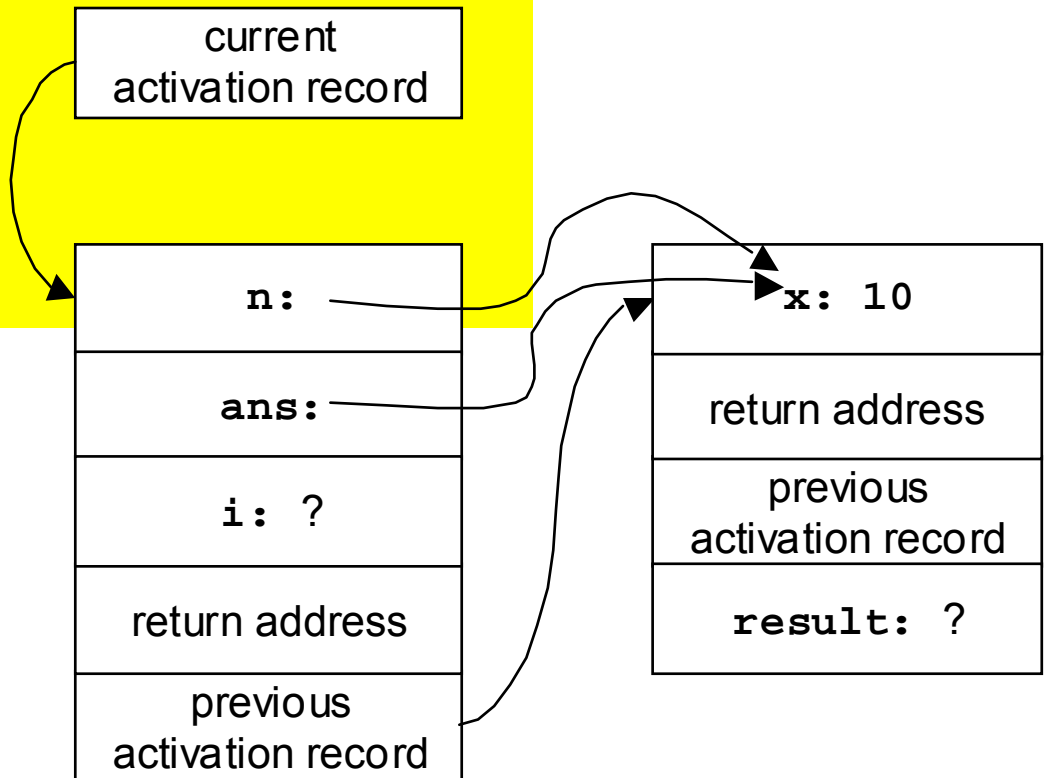 current
activation record
n:
ans:
i: ?
return address
previous
activation record
x: 10
return address
previous
activation record
result: ?